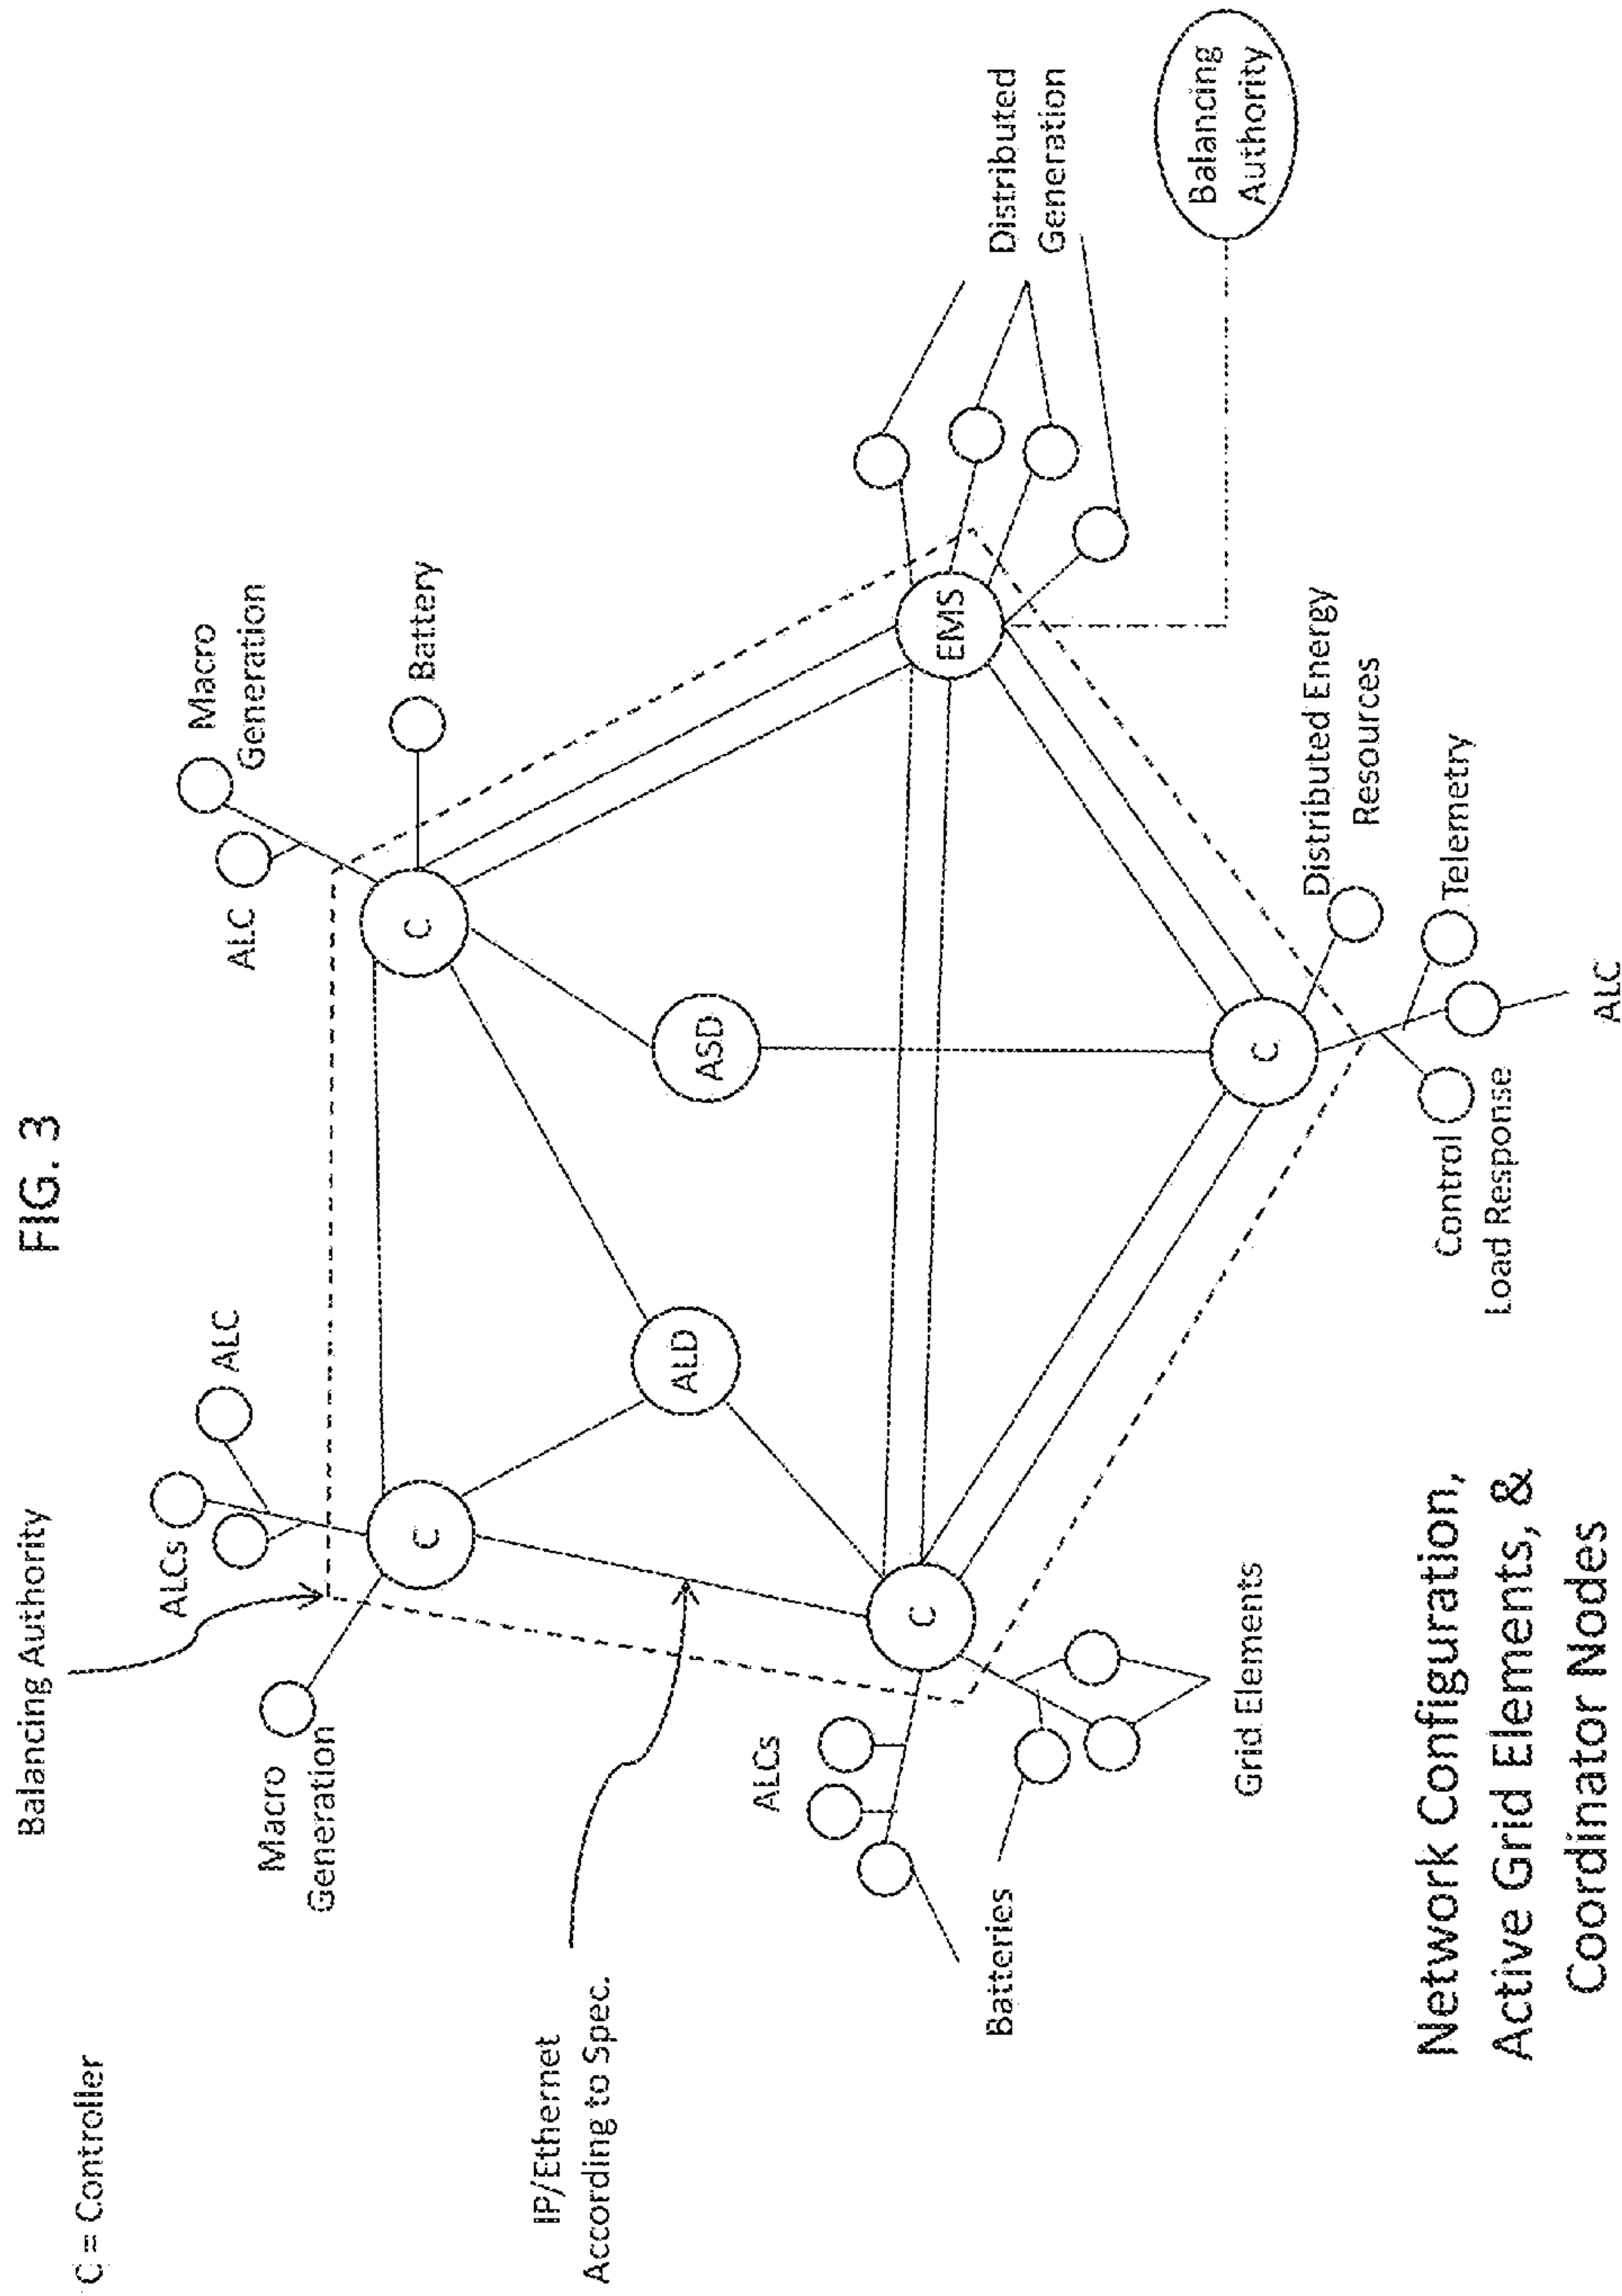 FIG. 3
C = Controller
Balancing Authority
ALCs
ALC
ALC
Macro
Generation
Macro
Generation
C
C
Battery
IP/Ethernet
According to Spec.
ALD
ASD
ALCs
Batteries
C
EMS
Distributed
Generation
Grid Elements
C
Balancing
Authority
Distributed Energy
Resources
Control
Load Response
Telemetry
ALC
Network Configuration,
Active Grid Elements, &
Coordinator Nodes